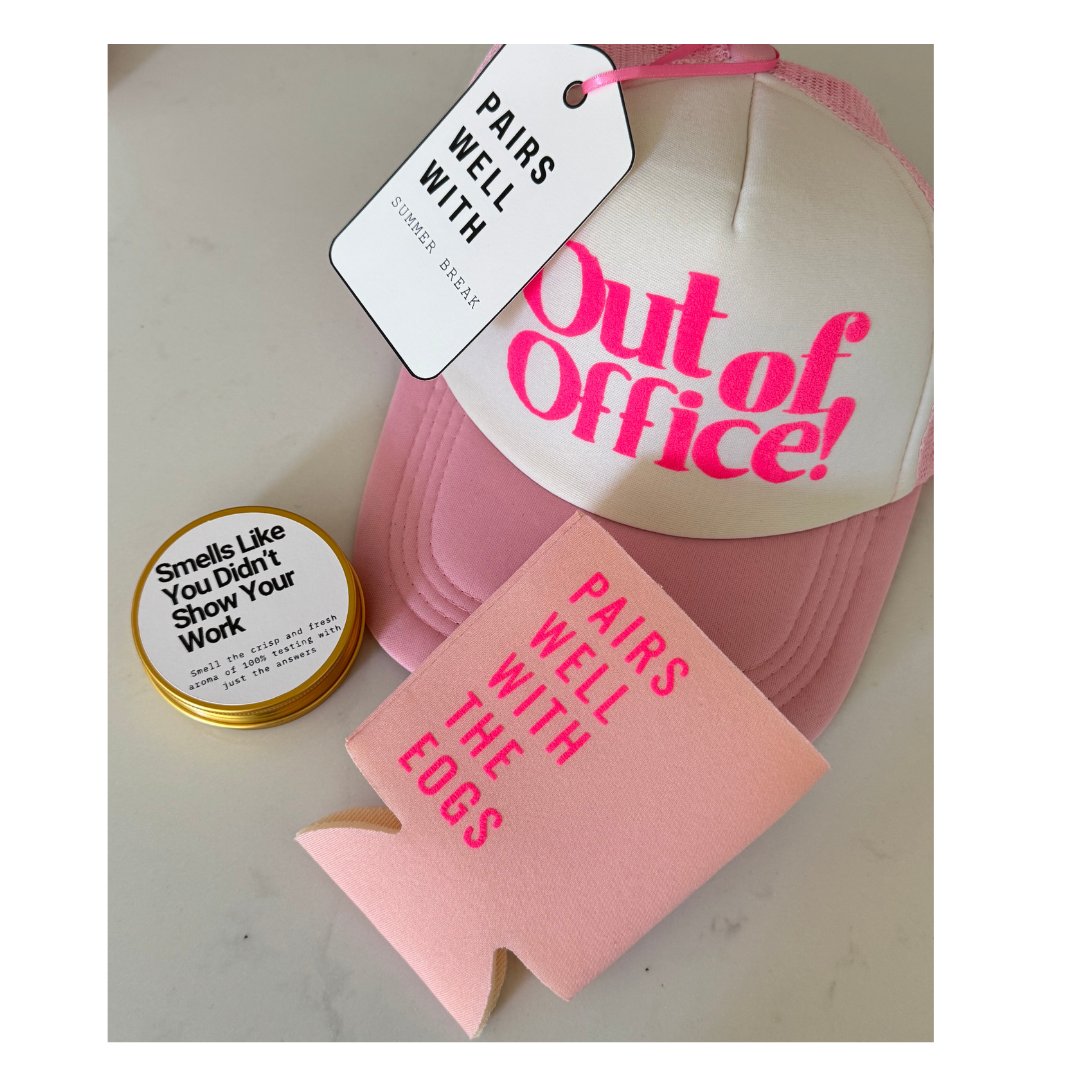 PAIRS
WELL
WITH
SUMMER BREAK
Out of
Office!
Smells Like
You Didn't
Show Your
Work
Smell the crisp and fresh
aroma of 100% testing with
just the answers
PAIRS
WELL
WITH
THE
EOGS